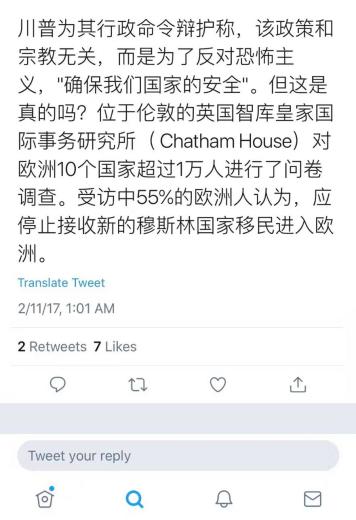 川普为其行政命令辩护称，该政策和
宗教无关，而是为了反对恐怖主
义，"确保我们国家的安全"。但这是
真的吗？位于伦敦的英国智库皇家国
际事务研究所（Chatham House）对
欧洲10个国家超过1万人进行了问卷
调查。受访中55%的欧洲人认为，应
停止接收新的穆斯林国家移民进入欧
洲。
Translate Tweet
2/11/17, 1:01 AM
2 Retweets 7 Likes
Tweet your reply